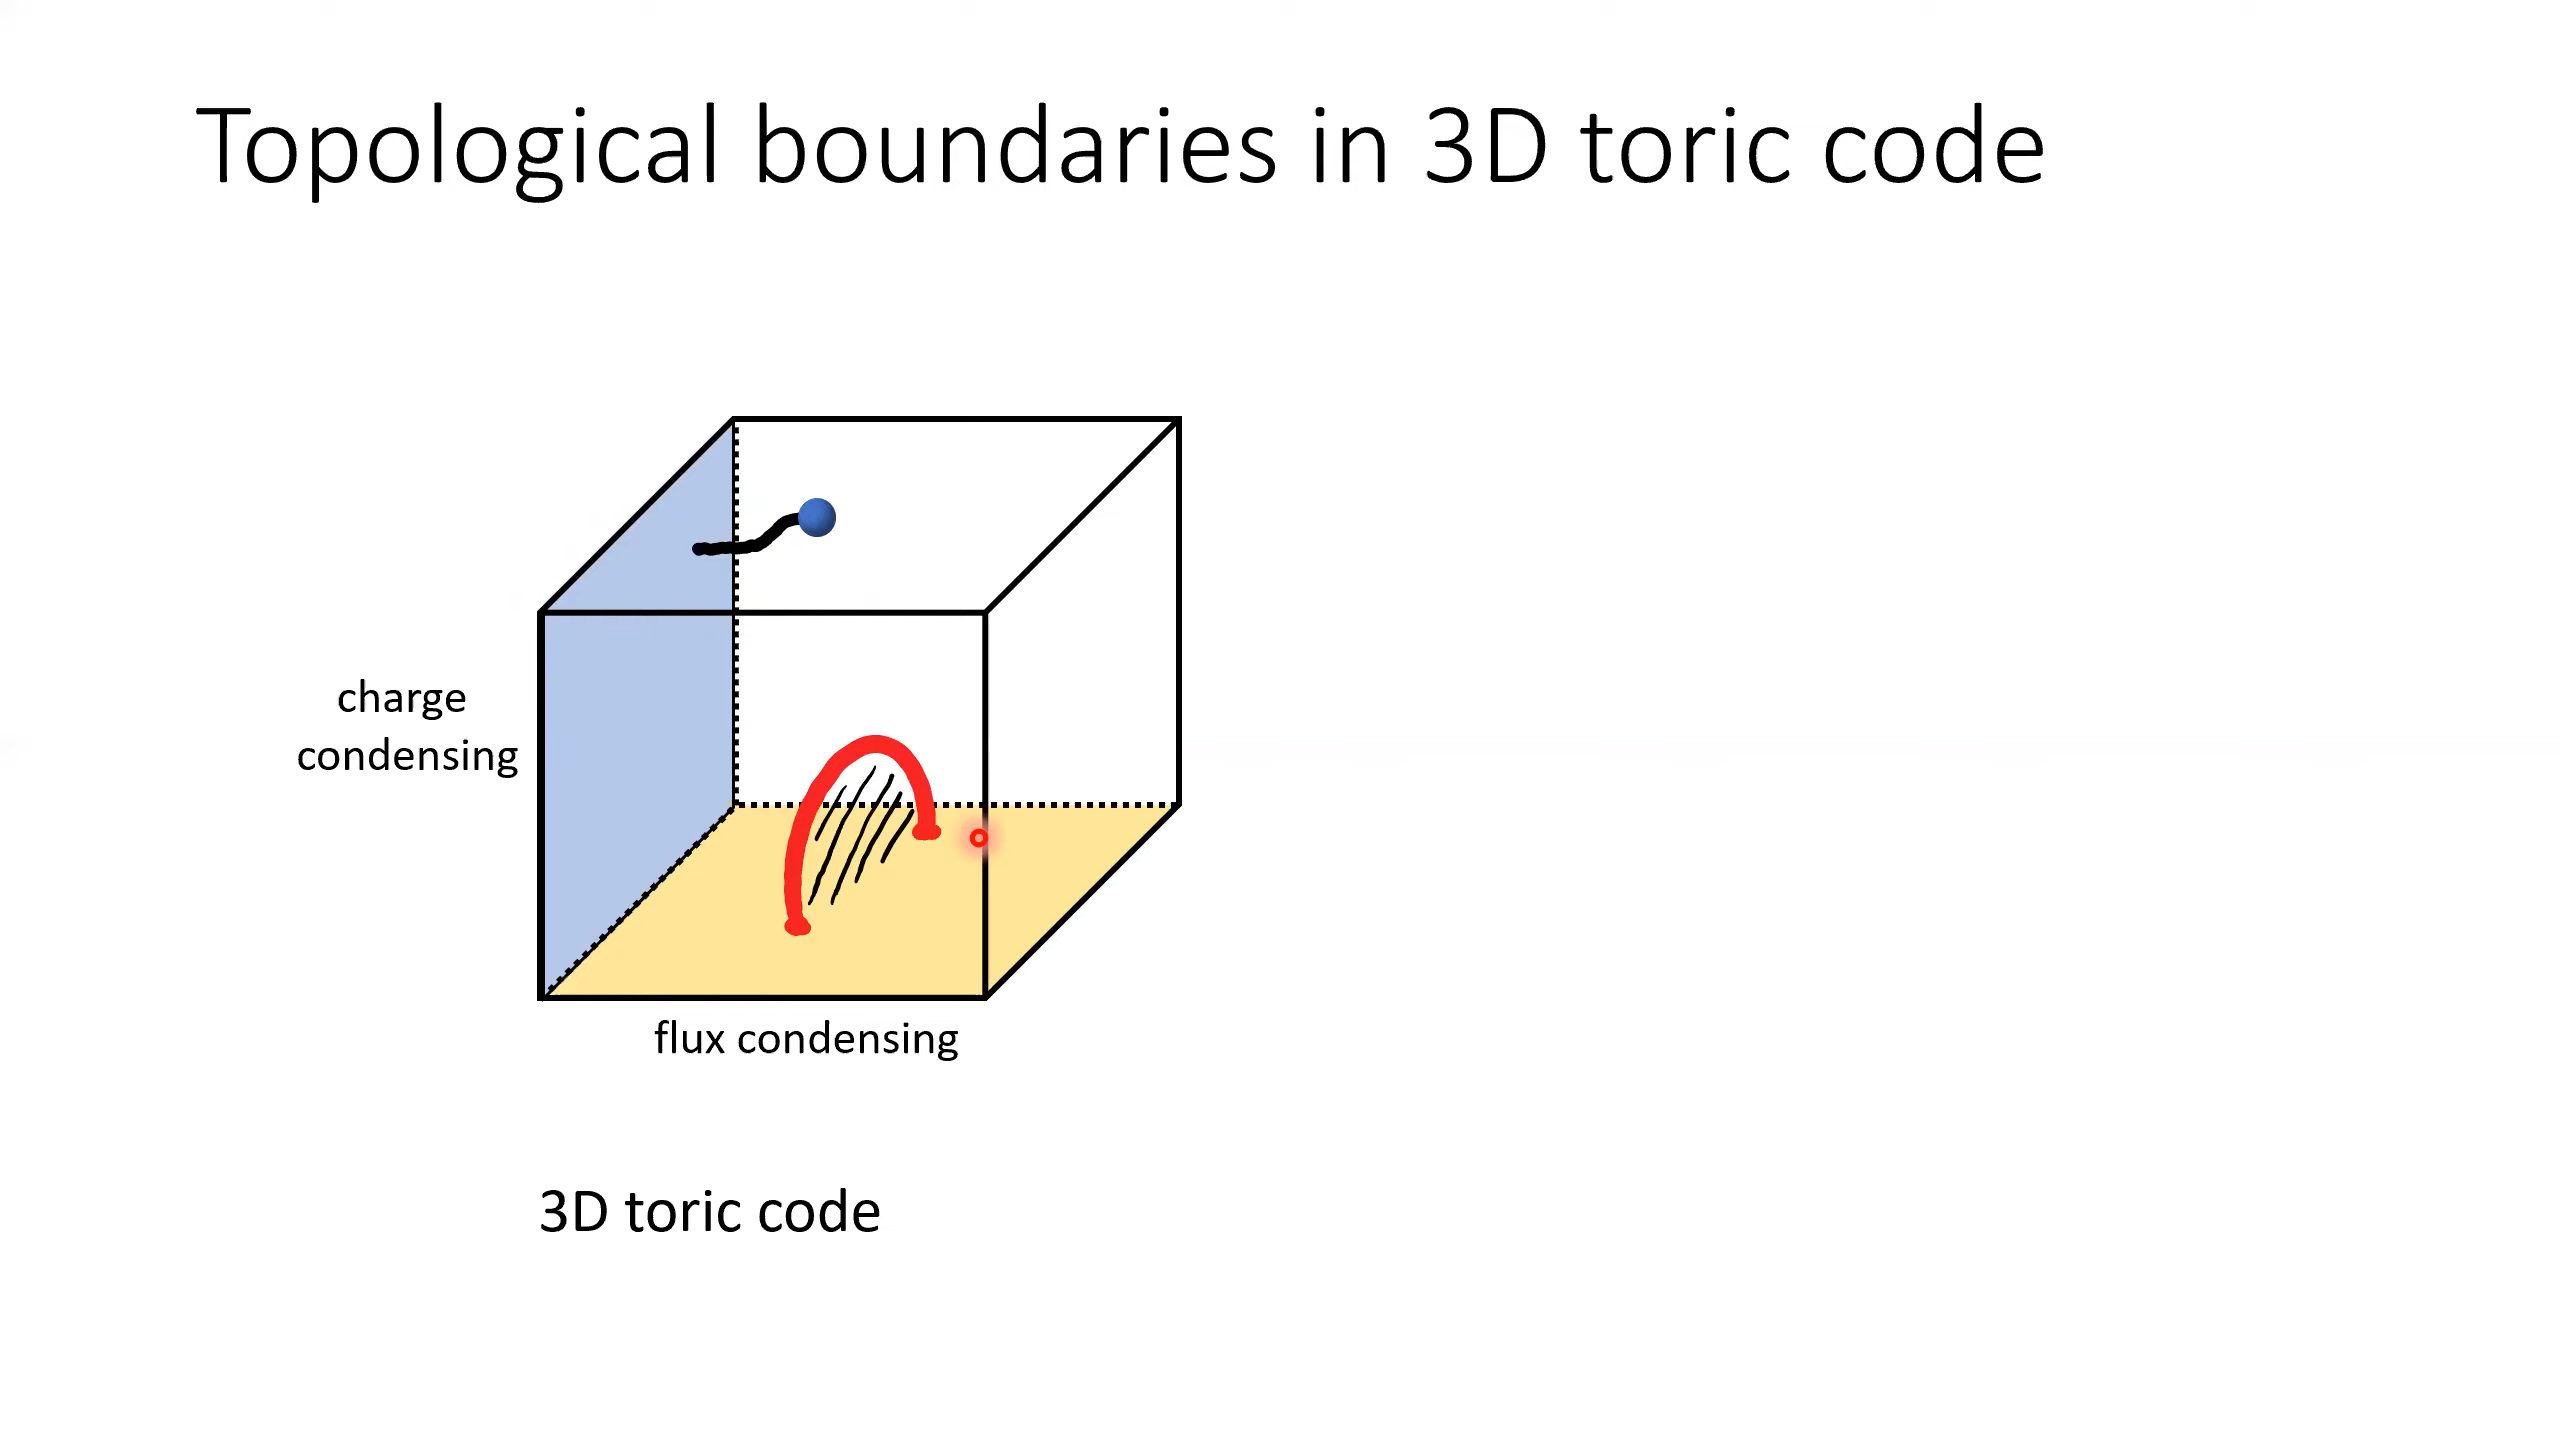 Topological boundaries in 3D toric code
charge
condensing
flux condensing
3D toric code